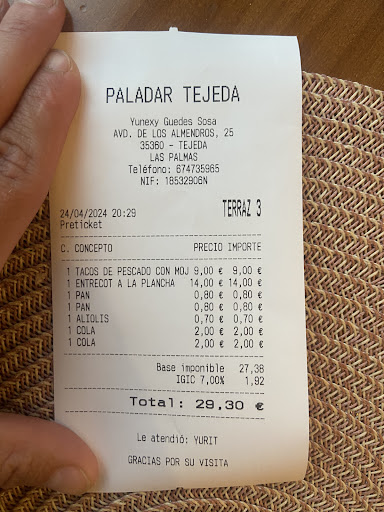 PALADAR TEJEDA
Yunexy Guedes Sosa
AVD. DE LOS ALMENDROS, 25
35360 - TEJEDA
LAS PALMAS
Teléfono: 674735965
NIF: 18532906N
24/04/2024 20:29 TERRAZ 3
Preticket
C. CONCEPTO PRECIO IMPORTE
1 TACOS DE PESCADO CON MOJ 9,00 € 9,00 €
1 ENTRECOT A LA PLANCHA 14,00 € 14,00 €
1 PAN 0,80 € 0,80 €
1 PAN 0,80 € 0,80 €
1 ALIOLIS 0,70 € 0,70 €
1 COLA 2,00 € 2,00 €
1 COLA 2,00 € 2,00 €
Base imponible 27,38
IGIC 7,00% 1,92
Total: 29,30 €
Le atendió: YURIT
GRACIAS POR SU VISITA